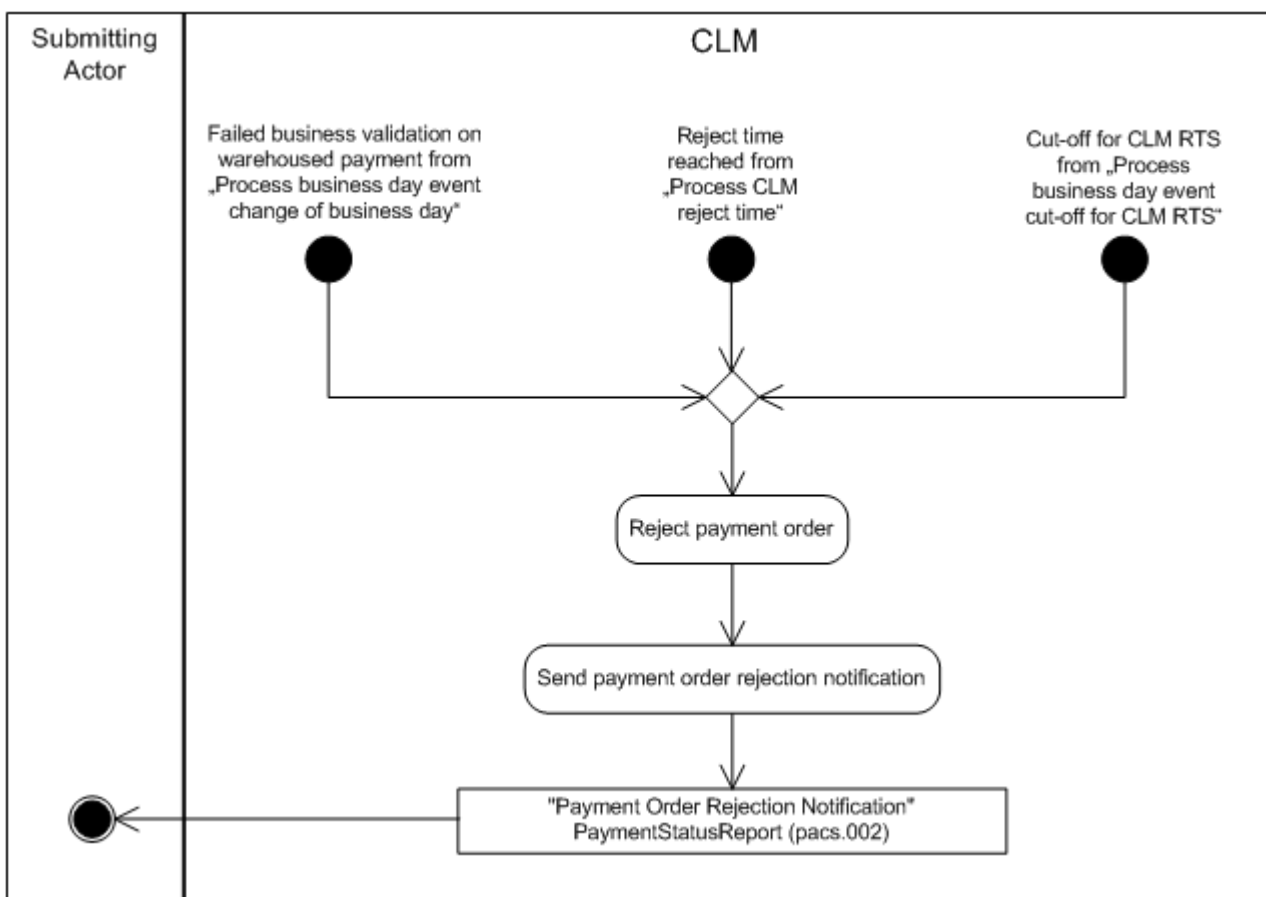 Submitting
Actor
CLM
Failed business validation on
warehoused payment from
„Process business day event
change of business day“
Reject time
reached from
„Process CLM
reject time“
Cut-off for CLM RTS
from „Process
business day event
cut-off for CLM RTS“
Reject payment order
Send payment order rejection notification
"Payment Order Rejection Notification“
PaymentStatusReport (pacs.002)